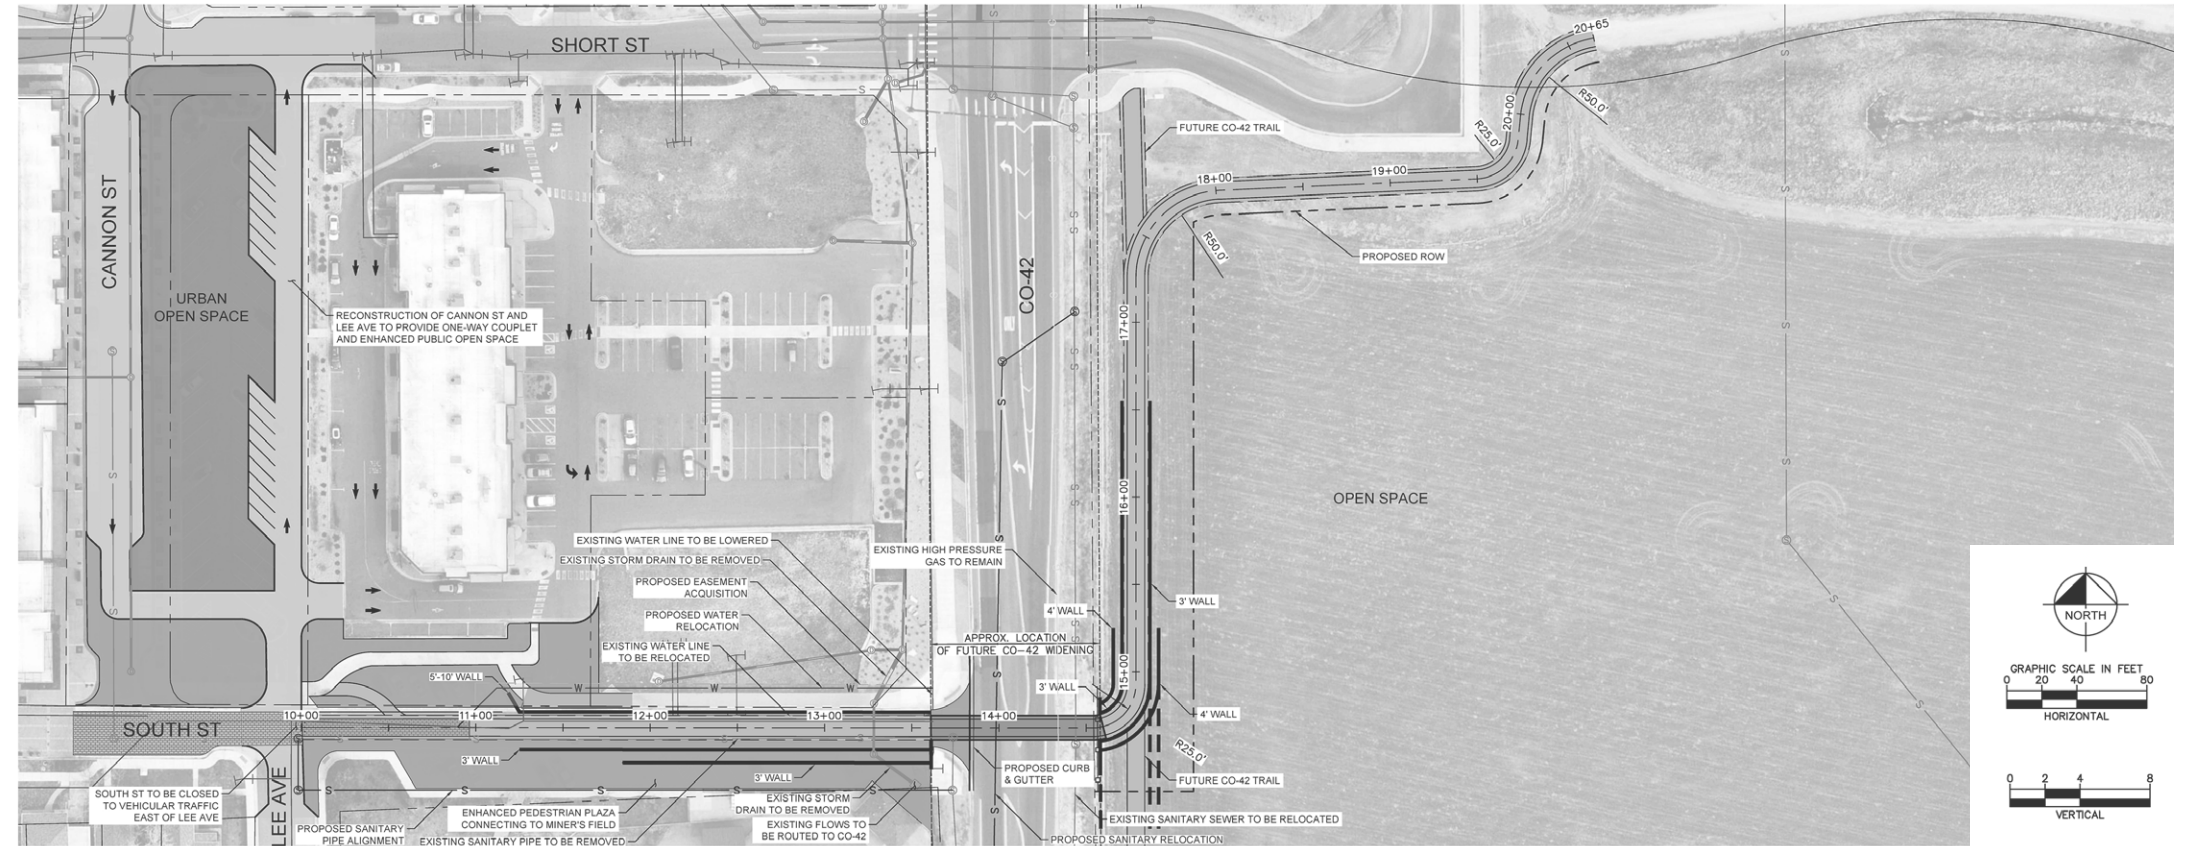 SHORT ST
20+65
R50.0'
20+00
R25.0'
FUTURE CO-42 TRAIL
18+00
19+00
R50.0'
PROPOSED ROW
CANNON ST
URBAN
OPEN SPACE
CO-42
RECONSTRUCTION OF CANNON ST AND
LEE AVE TO PROVIDE ONE-WAY COUPLET
AND ENHANCED PUBLIC OPEN SPACE
17+00
16+00
OPEN SPACE
EXISTING WATER LINE TO BE LOWERED
EXISTING STORM DRAIN TO BE REMOVED
PROPOSED EASEMENT
ACQUISITION
PROPOSED WATER
RELOCATION
EXISTING WATER LINE
TO BE RELOCATED
EXISTING HIGH PRESSURE
GAS TO REMAIN
4' WALL
3' WALL
APPROX. LOCATION
OF FUTURE CO-42 WIDENING
15+00
3' WALL
4' WALL
5'-10' WALL
W
W
W
SOUTH ST
10+00
11+00
12+00
13+00
14+00
R25.0'
3' WALL
3' WALL
PROPOSED CURB
& GUTTER
FUTURE CO-42 TRAIL
LEE AVE
SOUTH ST TO BE CLOSED
TO VEHICULAR TRAFFIC
EAST OF LEE AVE
PROPOSED SANITARY
PIPE ALIGNMENT
ENHANCED PEDESTRIAN PLAZA
CONNECTING TO MINER'S FIELD
EXISTING SANITARY PIPE TO BE REMOVED
EXISTING STORM
DRAIN TO BE REMOVED
EXISTING FLOWS TO
BE ROUTED TO CO-42
EXISTING SANITARY SEWER TO BE RELOCATED
PROPOSED SANITARY RELOCATION
NORTH
GRAPHIC SCALE IN FEET
0 20 40 80
HORIZONTAL
0 2 4 8
VERTICAL